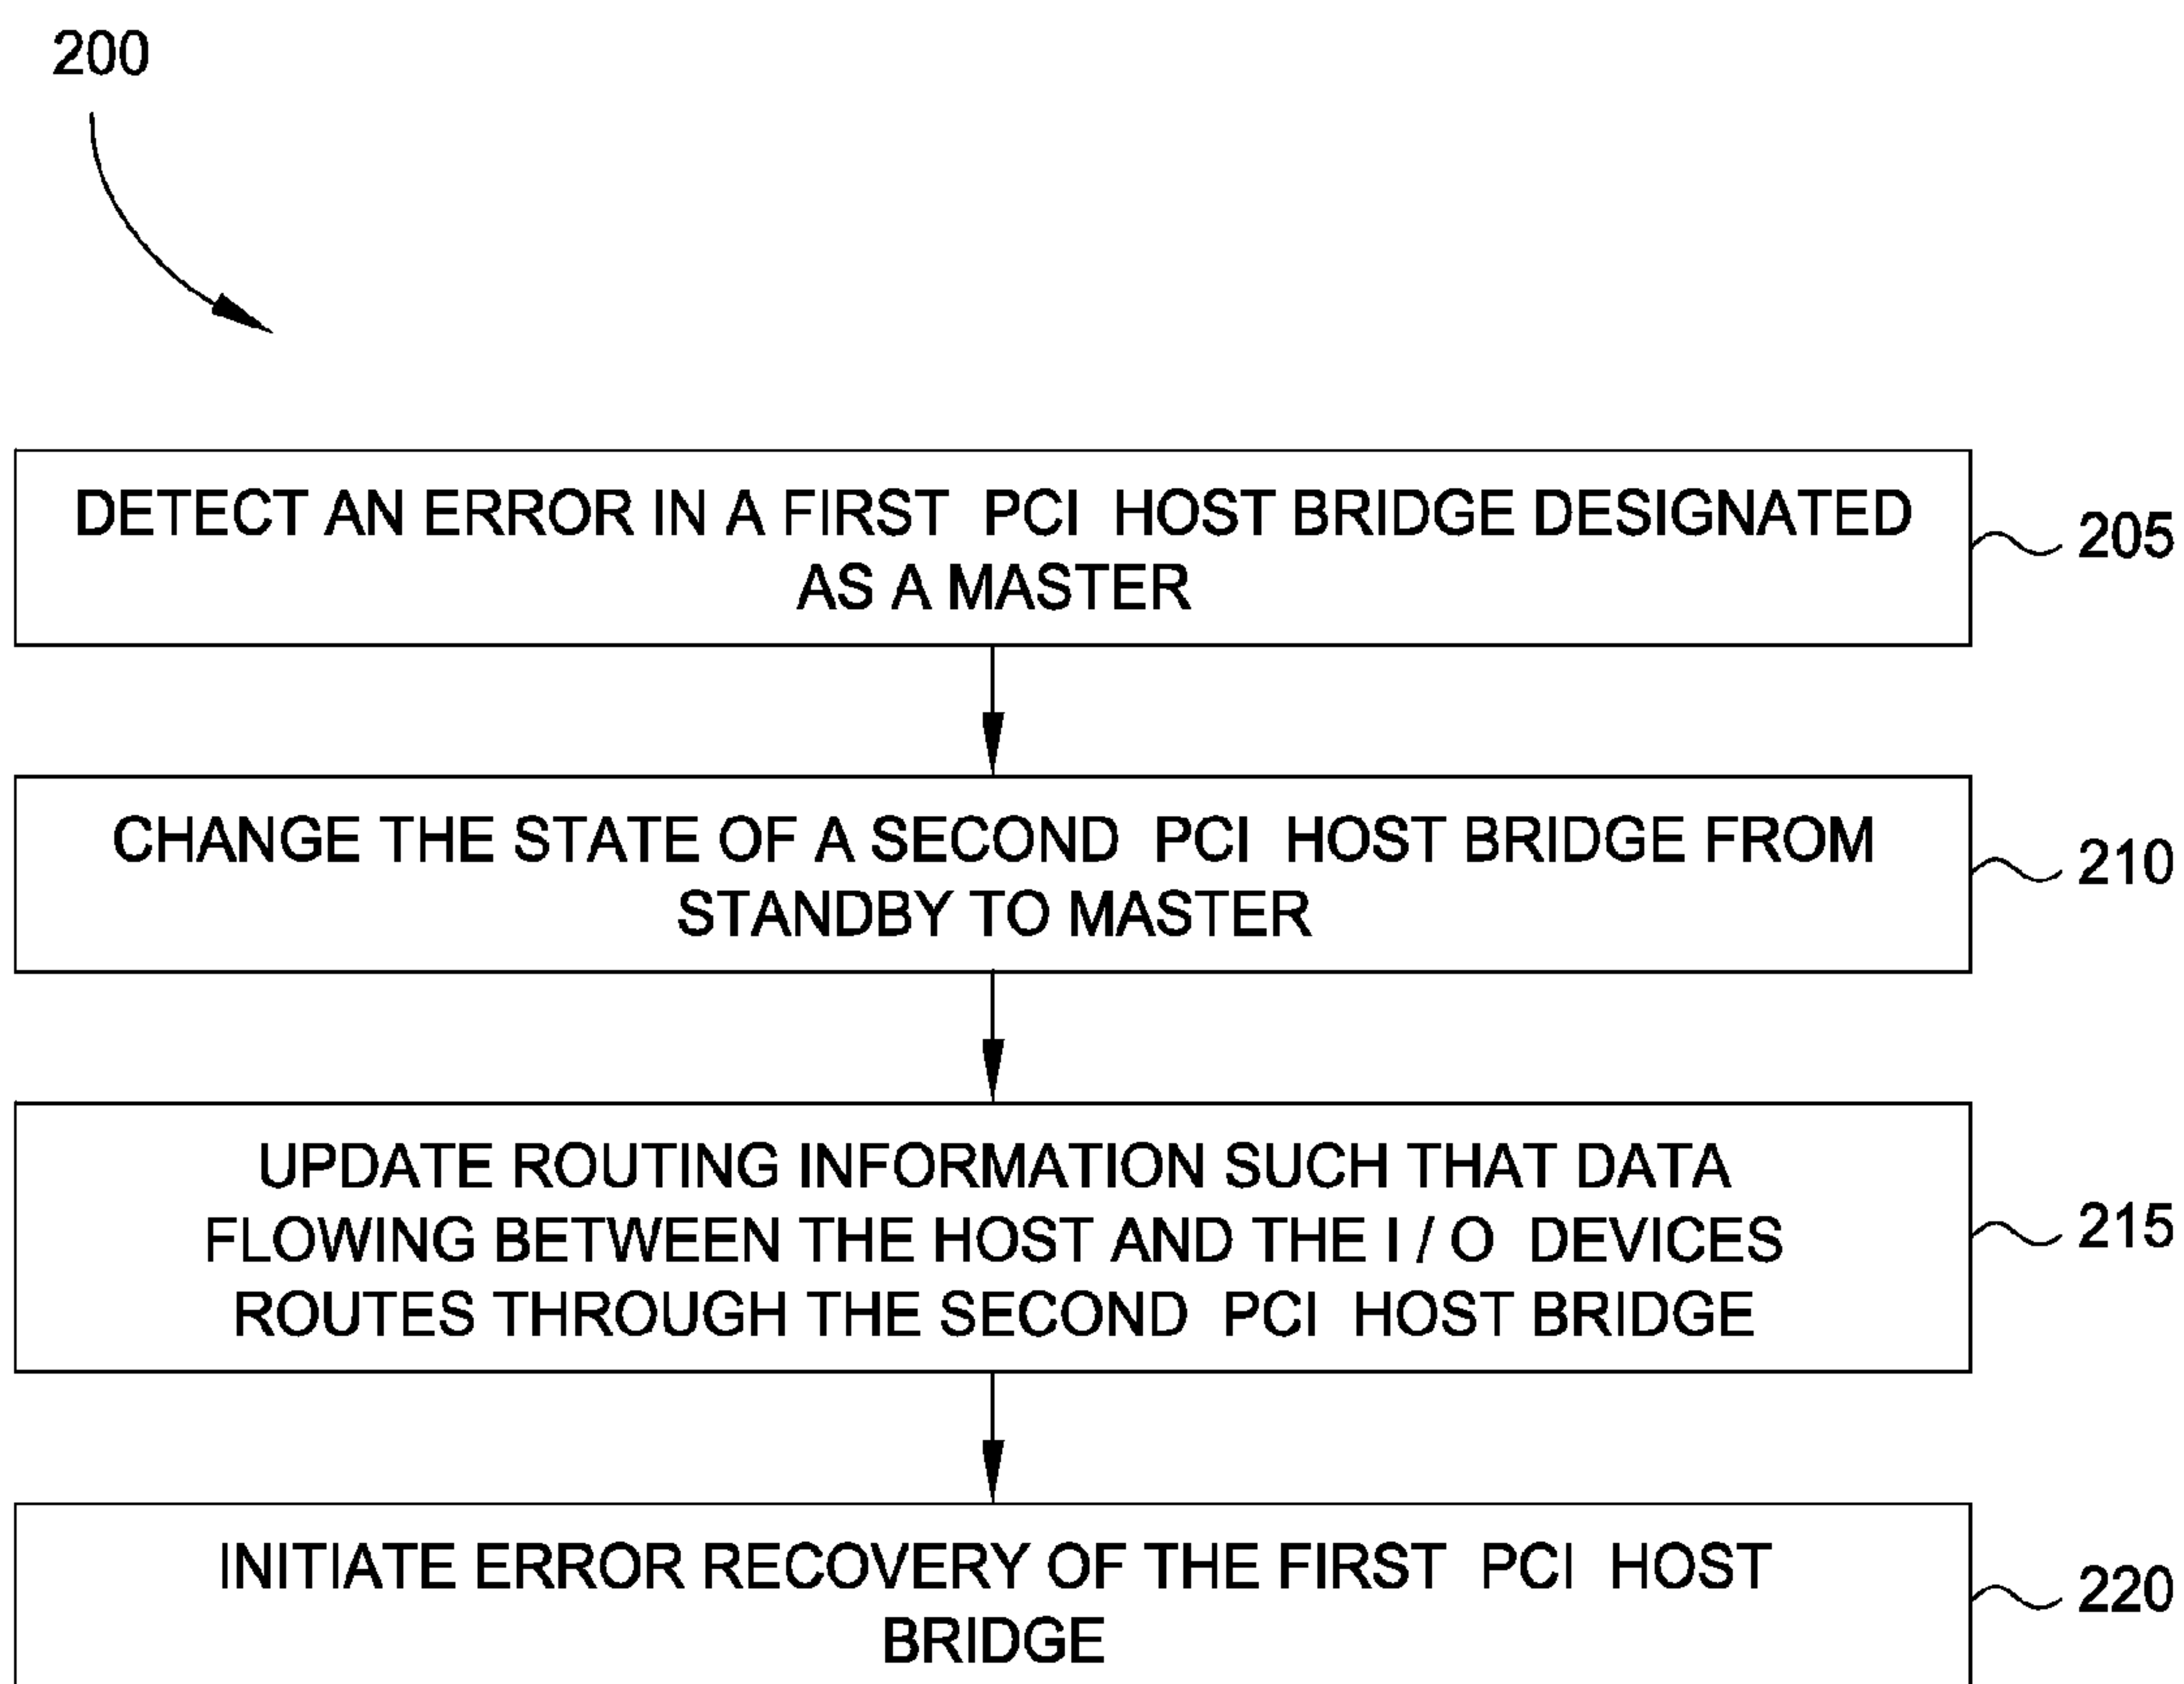 200
DETECT AN ERROR IN A FIRST PCI HOST BRIDGE DESIGNATED
AS A MASTER
205
CHANGE THE STATE OF A SECOND PCI HOST BRIDGE FROM
STANDBY TO MASTER
210
UPDATE ROUTING INFORMATION SUCH THAT DATA
FLOWING BETWEEN THE HOST AND THE I / O DEVICES
ROUTES THROUGH THE SECOND PCI HOST BRIDGE
215
INITIATE ERROR RECOVERY OF THE FIRST PCI HOST
BRIDGE
220